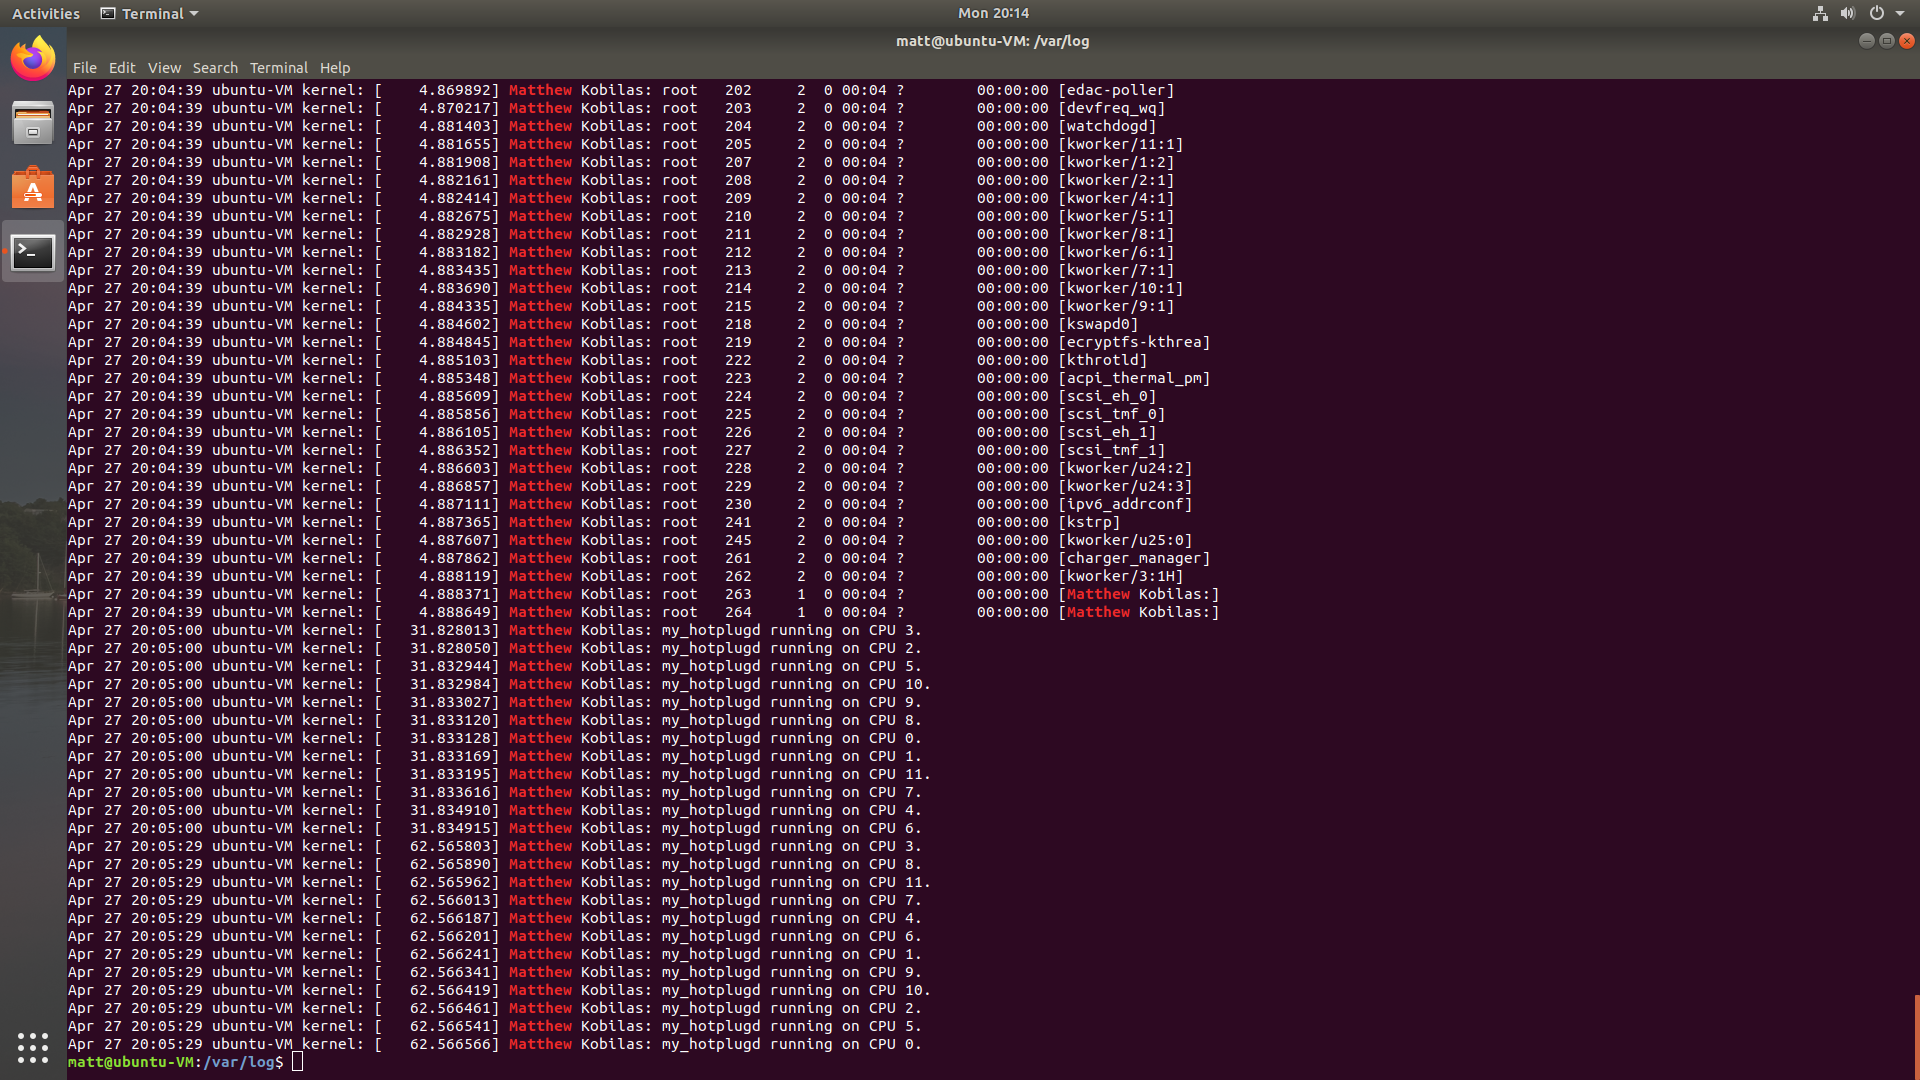 Activities Terminal Mon 20:14
matt@ubuntu-VM: /var/log
File Edit View Search Terminal Help
Apr 27 20:04:39 ubuntu-VM kernel: [    4.869892] Matthew Kobilas: root   202     2  0 00:04 ?        00:00:00 [edac-poller]
Apr 27 20:04:39 ubuntu-VM kernel: [    4.870217] Matthew Kobilas: root   203     2  0 00:04 ?        00:00:00 [devfreq_wq]
Apr 27 20:04:39 ubuntu-VM kernel: [    4.881403] Matthew Kobilas: root   204     2  0 00:04 ?        00:00:00 [watchdogd]
Apr 27 20:04:39 ubuntu-VM kernel: [    4.881655] Matthew Kobilas: root   205     2  0 00:04 ?        00:00:00 [kworker/11:1]
Apr 27 20:04:39 ubuntu-VM kernel: [    4.881908] Matthew Kobilas: root   207     2  0 00:04 ?        00:00:00 [kworker/1:2]
Apr 27 20:04:39 ubuntu-VM kernel: [    4.882161] Matthew Kobilas: root   208     2  0 00:04 ?        00:00:00 [kworker/2:1]
Apr 27 20:04:39 ubuntu-VM kernel: [    4.882414] Matthew Kobilas: root   209     2  0 00:04 ?        00:00:00 [kworker/4:1]
Apr 27 20:04:39 ubuntu-VM kernel: [    4.882675] Matthew Kobilas: root   210     2  0 00:04 ?        00:00:00 [kworker/5:1]
Apr 27 20:04:39 ubuntu-VM kernel: [    4.882928] Matthew Kobilas: root   211     2  0 00:04 ?        00:00:00 [kworker/8:1]
Apr 27 20:04:39 ubuntu-VM kernel: [    4.883182] Matthew Kobilas: root   212     2  0 00:04 ?        00:00:00 [kworker/6:1]
Apr 27 20:04:39 ubuntu-VM kernel: [    4.883435] Matthew Kobilas: root   213     2  0 00:04 ?        00:00:00 [kworker/7:1]
Apr 27 20:04:39 ubuntu-VM kernel: [    4.883690] Matthew Kobilas: root   214     2  0 00:04 ?        00:00:00 [kworker/10:1]
Apr 27 20:04:39 ubuntu-VM kernel: [    4.884335] Matthew Kobilas: root   215     2  0 00:04 ?        00:00:00 [kworker/9:1]
Apr 27 20:04:39 ubuntu-VM kernel: [    4.884602] Matthew Kobilas: root   218     2  0 00:04 ?        00:00:00 [kswapd0]
Apr 27 20:04:39 ubuntu-VM kernel: [    4.884845] Matthew Kobilas: root   219     2  0 00:04 ?        00:00:00 [ecryptfs-kthrea]
Apr 27 20:04:39 ubuntu-VM kernel: [    4.885103] Matthew Kobilas: root   222     2  0 00:04 ?        00:00:00 [kthrotld]
Apr 27 20:04:39 ubuntu-VM kernel: [    4.885348] Matthew Kobilas: root   223     2  0 00:04 ?        00:00:00 [acpi_thermal_pm]
Apr 27 20:04:39 ubuntu-VM kernel: [    4.885609] Matthew Kobilas: root   224     2  0 00:04 ?        00:00:00 [scsi_eh_0]
Apr 27 20:04:39 ubuntu-VM kernel: [    4.885856] Matthew Kobilas: root   225     2  0 00:04 ?        00:00:00 [scsi_tmf_0]
Apr 27 20:04:39 ubuntu-VM kernel: [    4.886105] Matthew Kobilas: root   226     2  0 00:04 ?        00:00:00 [scsi_eh_1]
Apr 27 20:04:39 ubuntu-VM kernel: [    4.886352] Matthew Kobilas: root   227     2  0 00:04 ?        00:00:00 [scsi_tmf_1]
Apr 27 20:04:39 ubuntu-VM kernel: [    4.886603] Matthew Kobilas: root   228     2  0 00:04 ?        00:00:00 [kworker/u24:2]
Apr 27 20:04:39 ubuntu-VM kernel: [    4.886857] Matthew Kobilas: root   229     2  0 00:04 ?        00:00:00 [kworker/u24:3]
Apr 27 20:04:39 ubuntu-VM kernel: [    4.887111] Matthew Kobilas: root   230     2  0 00:04 ?        00:00:00 [ipv6_addrconf]
Apr 27 20:04:39 ubuntu-VM kernel: [    4.887365] Matthew Kobilas: root   241     2  0 00:04 ?        00:00:00 [kstrp]
Apr 27 20:04:39 ubuntu-VM kernel: [    4.887607] Matthew Kobilas: root   245     2  0 00:04 ?        00:00:00 [kworker/u25:0]
Apr 27 20:04:39 ubuntu-VM kernel: [    4.887862] Matthew Kobilas: root   261     2  0 00:04 ?        00:00:00 [charger_manager]
Apr 27 20:04:39 ubuntu-VM kernel: [    4.888119] Matthew Kobilas: root   262     2  0 00:04 ?        00:00:00 [kworker/3:1H]
Apr 27 20:04:39 ubuntu-VM kernel: [    4.888371] Matthew Kobilas: root   263     1  0 00:04 ?        00:00:00 [Matthew Kobilas:]
Apr 27 20:04:39 ubuntu-VM kernel: [    4.888649] Matthew Kobilas: root   264     1  0 00:04 ?        00:00:00 [Matthew Kobilas:]
Apr 27 20:05:00 ubuntu-VM kernel: [   31.828013] Matthew Kobilas: my_hotplugd running on CPU 3.
Apr 27 20:05:00 ubuntu-VM kernel: [   31.828050] Matthew Kobilas: my_hotplugd running on CPU 2.
Apr 27 20:05:00 ubuntu-VM kernel: [   31.832944] Matthew Kobilas: my_hotplugd running on CPU 5.
Apr 27 20:05:00 ubuntu-VM kernel: [   31.832984] Matthew Kobilas: my_hotplugd running on CPU 10.
Apr 27 20:05:00 ubuntu-VM kernel: [   31.833027] Matthew Kobilas: my_hotplugd running on CPU 9.
Apr 27 20:05:00 ubuntu-VM kernel: [   31.833120] Matthew Kobilas: my_hotplugd running on CPU 8.
Apr 27 20:05:00 ubuntu-VM kernel: [   31.833128] Matthew Kobilas: my_hotplugd running on CPU 0.
Apr 27 20:05:00 ubuntu-VM kernel: [   31.833169] Matthew Kobilas: my_hotplugd running on CPU 1.
Apr 27 20:05:00 ubuntu-VM kernel: [   31.833195] Matthew Kobilas: my_hotplugd running on CPU 11.
Apr 27 20:05:00 ubuntu-VM kernel: [   31.833616] Matthew Kobilas: my_hotplugd running on CPU 7.
Apr 27 20:05:00 ubuntu-VM kernel: [   31.834910] Matthew Kobilas: my_hotplugd running on CPU 4.
Apr 27 20:05:00 ubuntu-VM kernel: [   31.834915] Matthew Kobilas: my_hotplugd running on CPU 6.
Apr 27 20:05:29 ubuntu-VM kernel: [   62.565803] Matthew Kobilas: my_hotplugd running on CPU 3.
Apr 27 20:05:29 ubuntu-VM kernel: [   62.565890] Matthew Kobilas: my_hotplugd running on CPU 8.
Apr 27 20:05:29 ubuntu-VM kernel: [   62.565962] Matthew Kobilas: my_hotplugd running on CPU 11.
Apr 27 20:05:29 ubuntu-VM kernel: [   62.566013] Matthew Kobilas: my_hotplugd running on CPU 7.
Apr 27 20:05:29 ubuntu-VM kernel: [   62.566187] Matthew Kobilas: my_hotplugd running on CPU 4.
Apr 27 20:05:29 ubuntu-VM kernel: [   62.566201] Matthew Kobilas: my_hotplugd running on CPU 6.
Apr 27 20:05:29 ubuntu-VM kernel: [   62.566241] Matthew Kobilas: my_hotplugd running on CPU 1.
Apr 27 20:05:29 ubuntu-VM kernel: [   62.566341] Matthew Kobilas: my_hotplugd running on CPU 9.
Apr 27 20:05:29 ubuntu-VM kernel: [   62.566419] Matthew Kobilas: my_hotplugd running on CPU 10.
Apr 27 20:05:29 ubuntu-VM kernel: [   62.566461] Matthew Kobilas: my_hotplugd running on CPU 2.
Apr 27 20:05:29 ubuntu-VM kernel: [   62.566541] Matthew Kobilas: my_hotplugd running on CPU 5.
Apr 27 20:05:29 ubuntu-VM kernel: [   62.566566] Matthew Kobilas: my_hotplugd running on CPU 0.
matt@ubuntu-VM:/var/log$